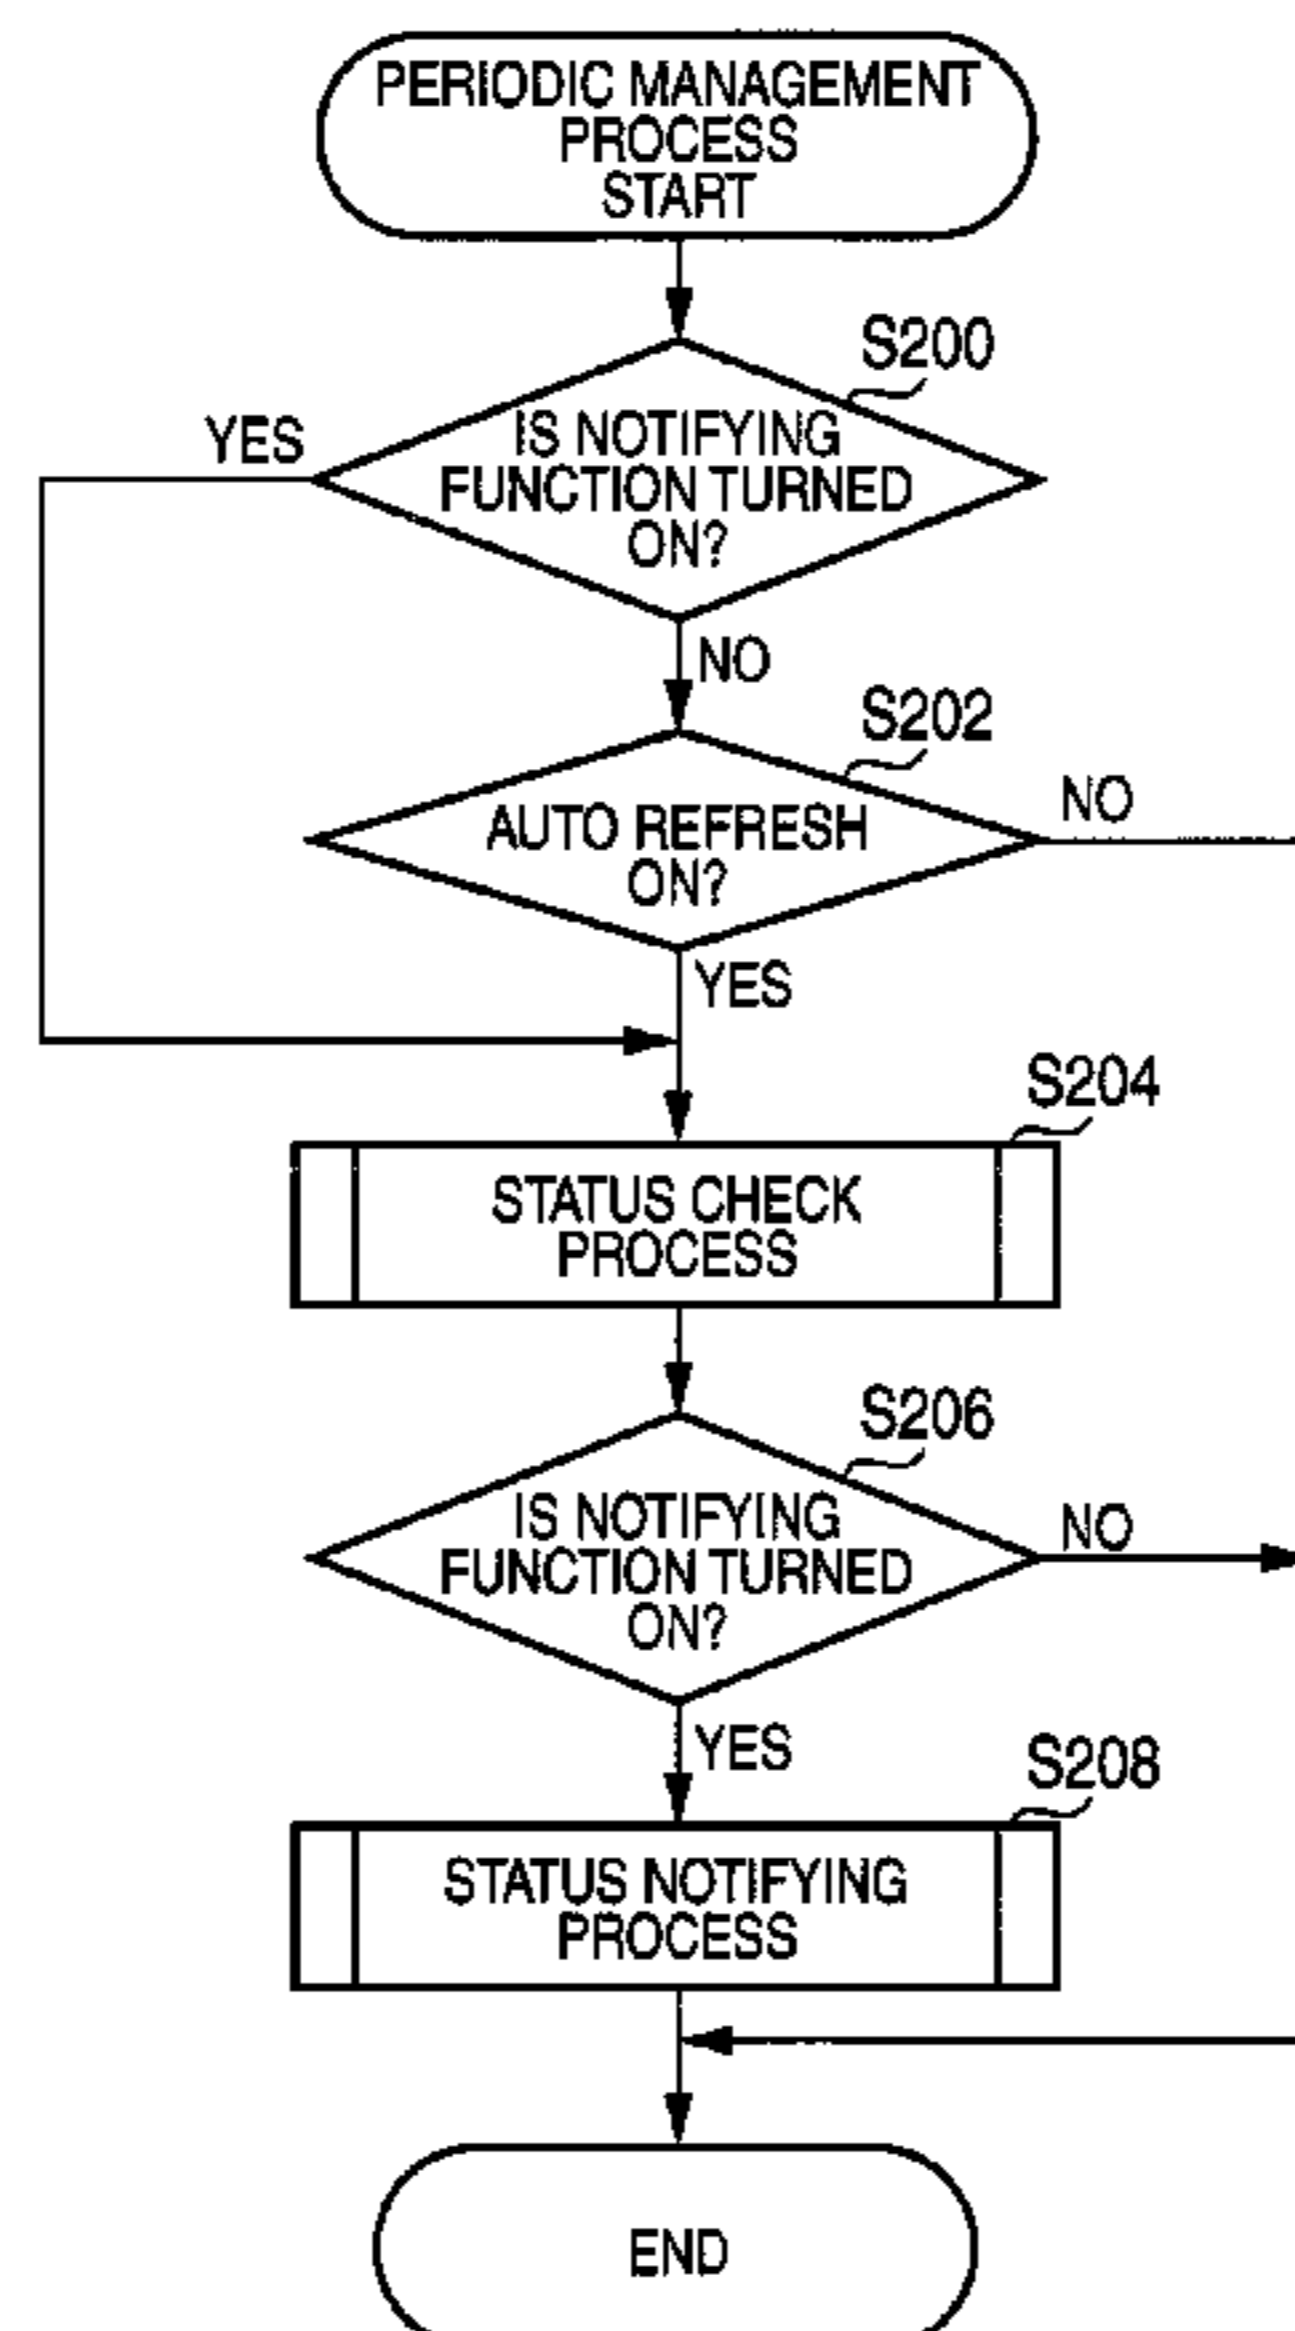 PERIODIC MANAGEMENT
PROCESS
START
S200
YES
IS NOTIFYING
FUNCTION TURNED
ON?
NO
S202
AUTO REFRESH
ON?
NO
YES
S204
STATUS CHECK
PROCESS
S206
IS NOTIFYING
FUNCTION TURNED
ON?
NO
YES
S208
STATUS NOTIFYING
PROCESS
END